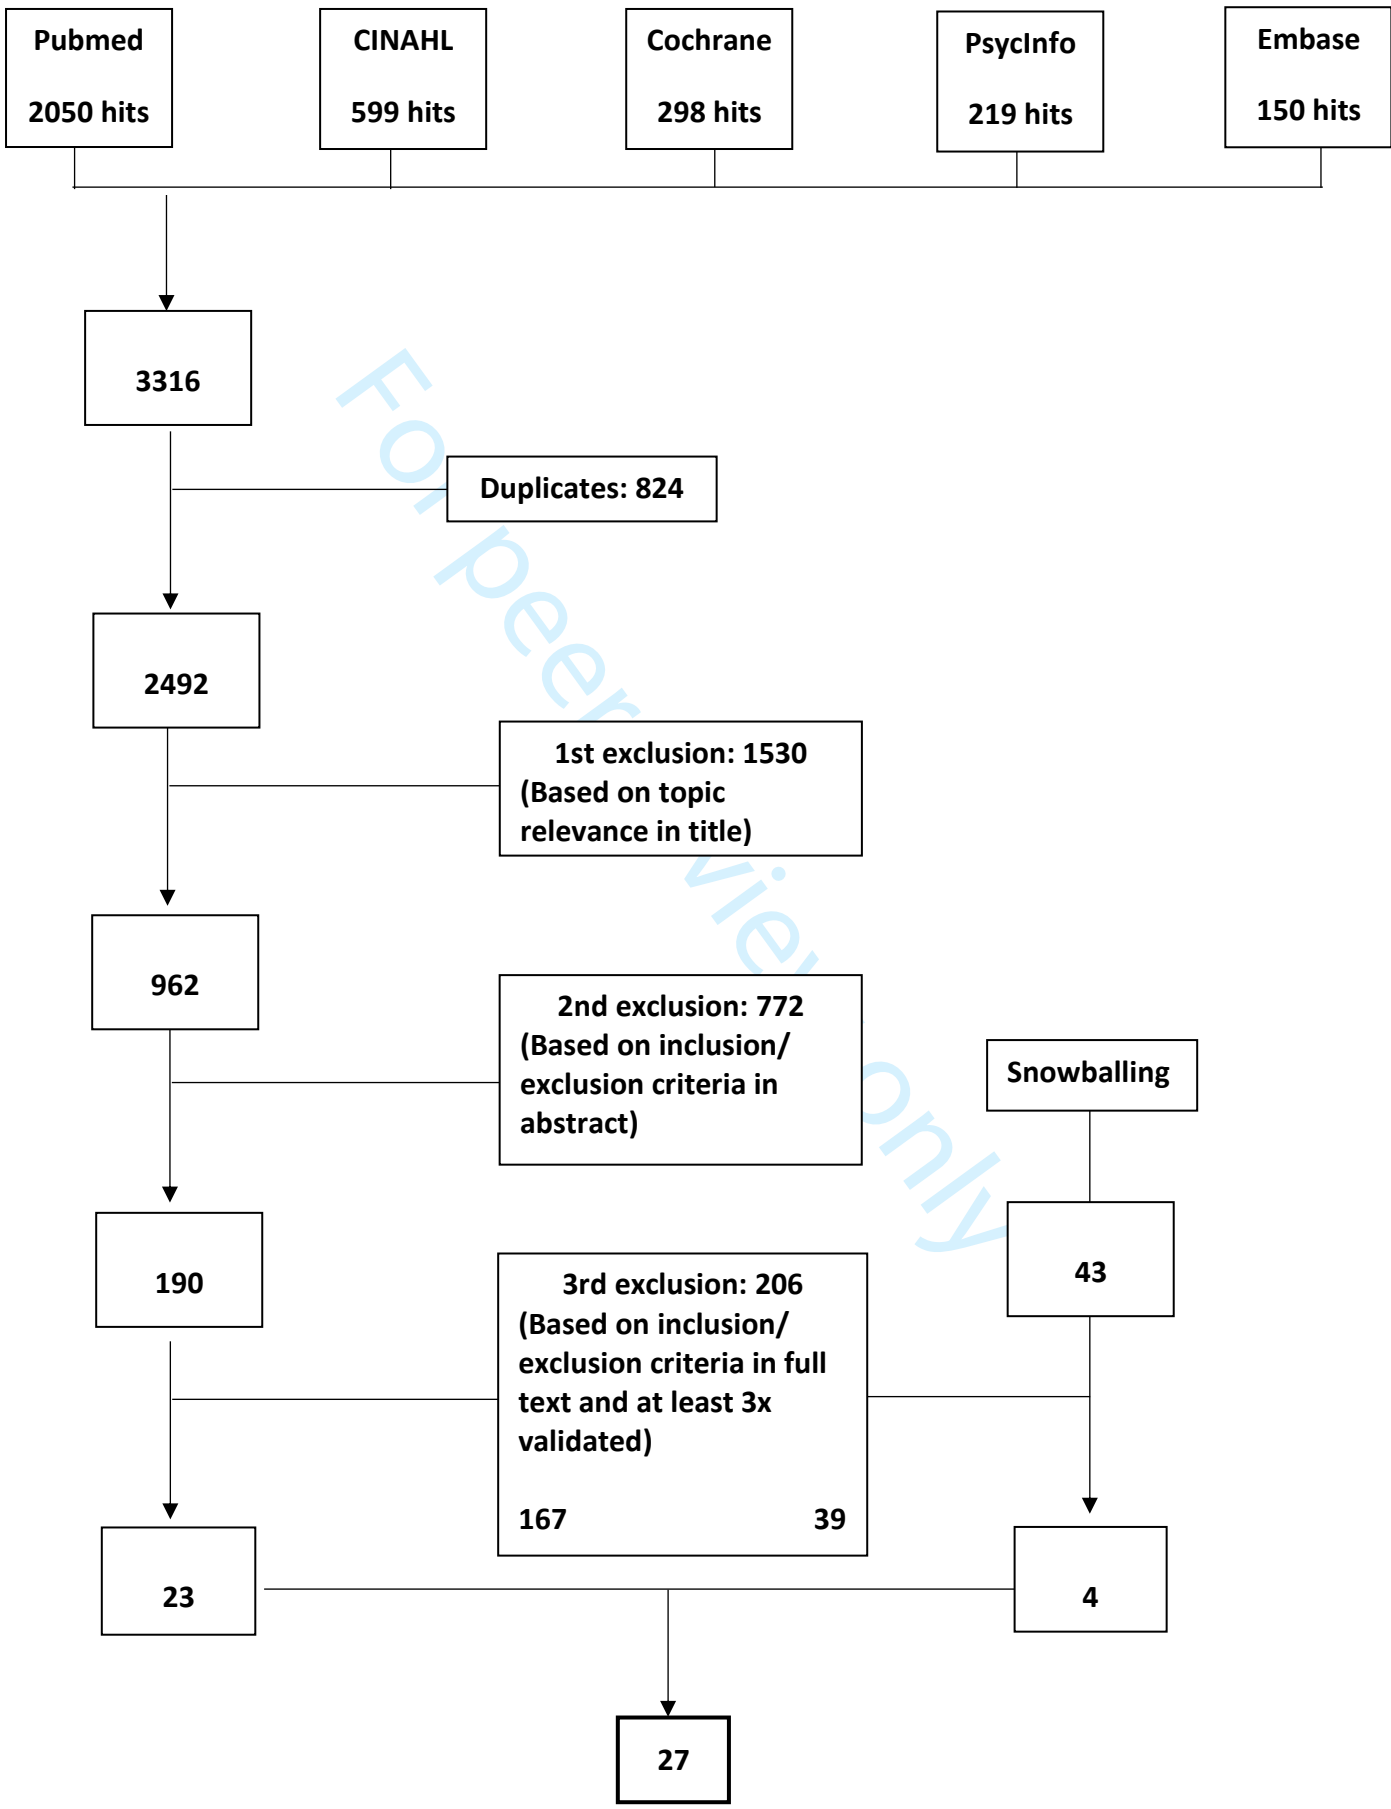 Pubmed
2050 hits
CINAHL
599 hits
Cochrane
298 hits
PsycInfo
219 hits
Embase
150 hits
3316
Duplicates: 824
2492
1st exclusion: 1530
(Based on topic
relevance in title)
962
2nd exclusion: 772
(Based on inclusion/
exclusion criteria in
abstract)
Snowballing
190
43
3rd exclusion: 206
(Based on inclusion/
exclusion criteria in full
text and at least 3x
validated)
167 39
23
4
27
For peer view only